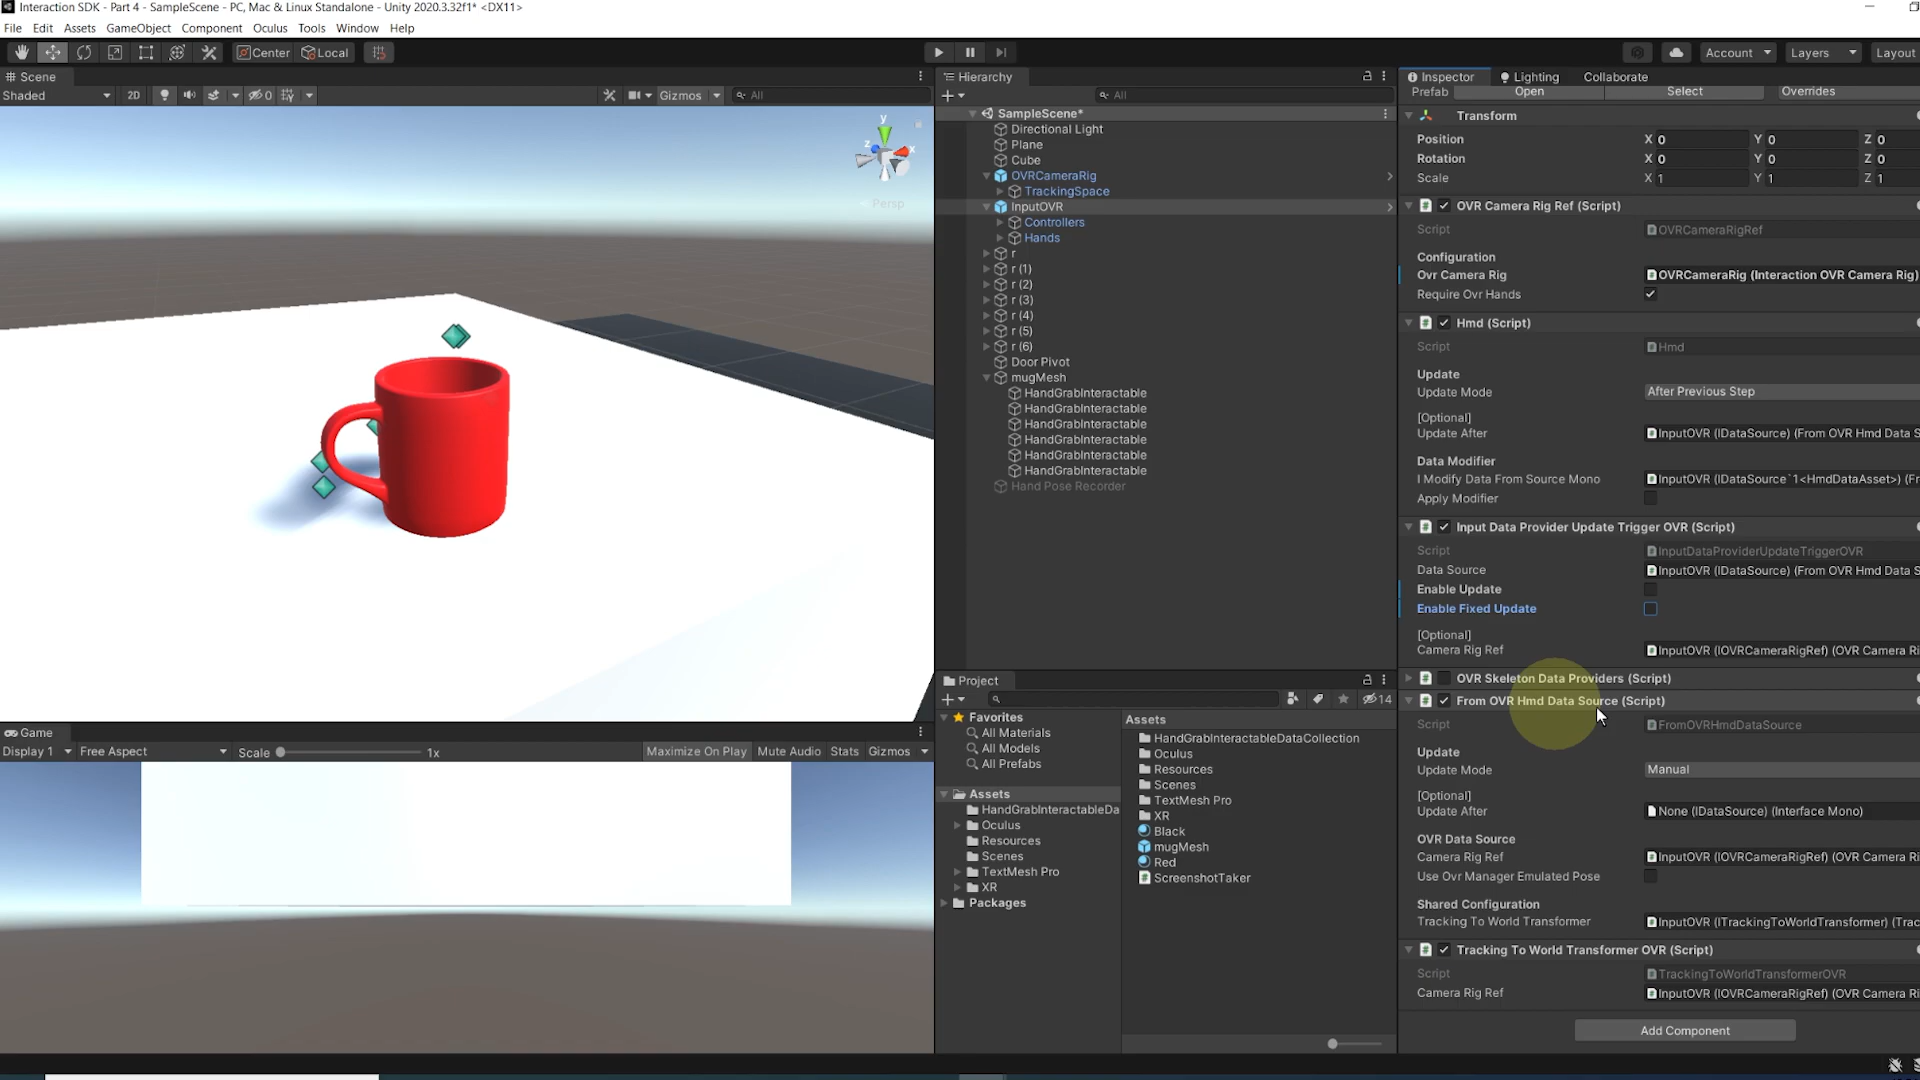 Interaction SDK - Part 4 - SampleScene - PC, Mac & Linux Standalone - Unity 2020.3.32f1* <DX11>
File Edit Assets GameObject Component Oculus Tools Window Help
Center Local Account Layers Layout
Scene
Shaded 2D 0 Gizmos All
y
z x
Persp
Game
Display 1 Free Aspect Scale 1x Maximize On Play Mute Audio Stats Gizmos
Hierarchy
All
SampleScene*
Directional Light
Plane
Cube
OVRCameraRig
TrackingSpace
InputOVR
Controllers
Hands
r
r (1)
r (2)
r (3)
r (4)
r (5)
r (6)
Door Pivot
mugMesh
HandGrabInteractable
HandGrabInteractable
HandGrabInteractable
HandGrabInteractable
HandGrabInteractable
HandGrabInteractable
Hand Pose Recorder
Project
14
Favorites
All Materials
All Models
All Prefabs
Assets
HandGrabInteractableDa
Oculus
Resources
Scenes
TextMesh Pro
XR
Packages
Assets
HandGrabInteractableDataCollection
Oculus
Resources
Scenes
TextMesh Pro
XR
Black
mugMesh
Red
ScreenshotTaker
Inspector Lighting Collaborate
Prefab Open Select Overrides
Transform
Position X 0 Y 0 Z 0
Rotation X 0 Y 0 Z 0
Scale X 1 Y 1 Z 1
OVR Camera Rig Ref (Script)
Script OVRCameraRigRef
Configuration
Ovr Camera Rig OVRCameraRig (Interaction OVR Camera Rig)
Require Ovr Hands
Hmd (Script)
Script Hmd
Update
Update Mode After Previous Step
[Optional]
Update After InputOVR (IDataSource) (From OVR Hmd Data S
Data Modifier
I Modify Data From Source Mono InputOVR (IDataSource`1<HmdDataAsset>) (Fr
Apply Modifier
Input Data Provider Update Trigger OVR (Script)
Script InputDataProviderUpdateTriggerOVR
Data Source InputOVR (IDataSource) (From OVR Hmd Data S
Enable Update
Enable Fixed Update
[Optional]
Camera Rig Ref InputOVR (IOVRCameraRigRef) (OVR Camera Ri
OVR Skeleton Data Providers (Script)
From OVR Hmd Data Source (Script)
Script FromOVRHmdDataSource
Update
Update Mode Manual
[Optional]
Update After None (IDataSource) (Interface Mono)
OVR Data Source
Camera Rig Ref InputOVR (IOVRCameraRigRef) (OVR Camera Ri
Use Ovr Manager Emulated Pose
Shared Configuration
Tracking To World Transformer InputOVR (ITrackingToWorldTransformer) (Trac
Tracking To World Transformer OVR (Script)
Script TrackingToWorldTransformerOVR
Camera Rig Ref InputOVR (IOVRCameraRigRef) (OVR Camera Ri
Add Component